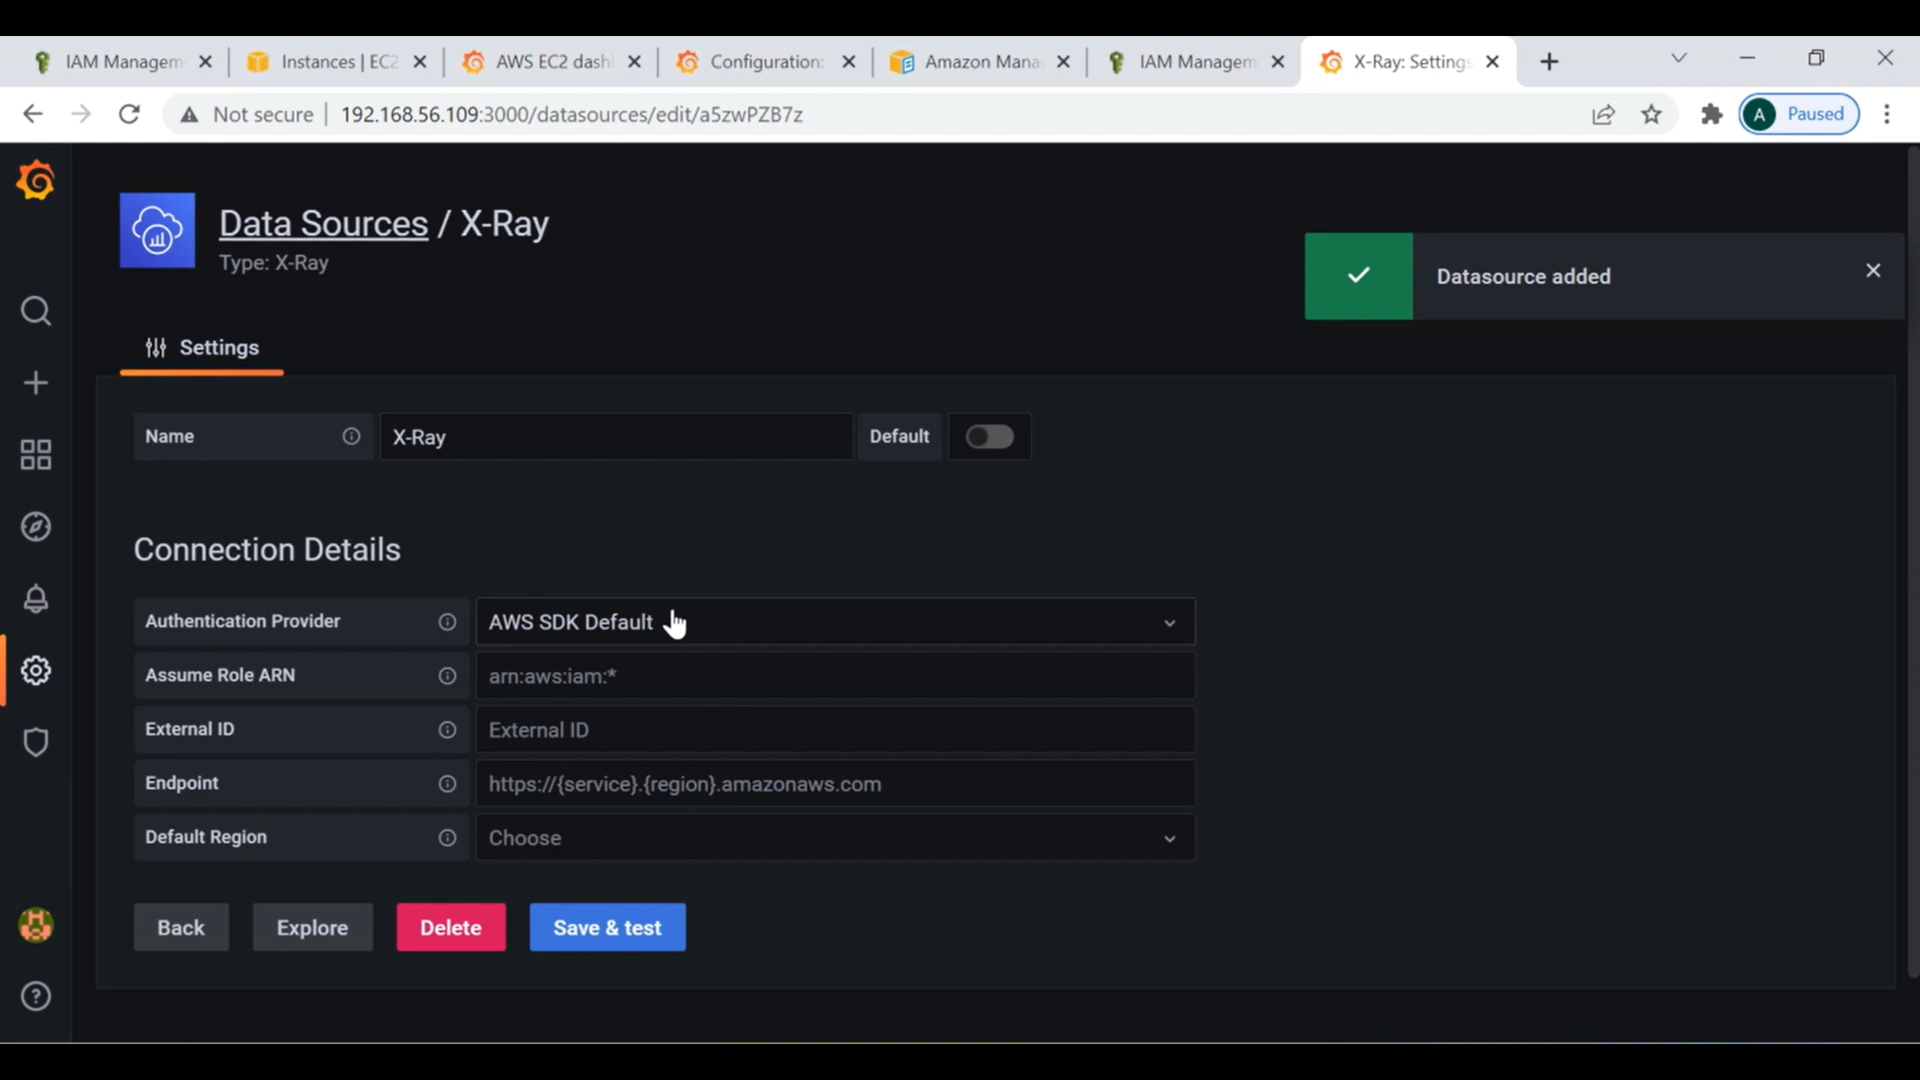 IAM Managem
Instances | EC2
AWS EC2 dash
Configuration:
Amazon Mana
IAM Managem
X-Ray: Settings
Not secure
192.168.56.109:3000/datasources/edit/a5zwPZB7z
A
Paused
Data Sources / X-Ray
Type: X-Ray
Datasource added
Settings
Name
X-Ray
Default
Connection Details
Authentication Provider
AWS SDK Default
Assume Role ARN
arn:aws:iam:*
External ID
External ID
Endpoint
https://{service}.{region}.amazonaws.com
Default Region
Choose
Back
Explore
Delete
Save & test